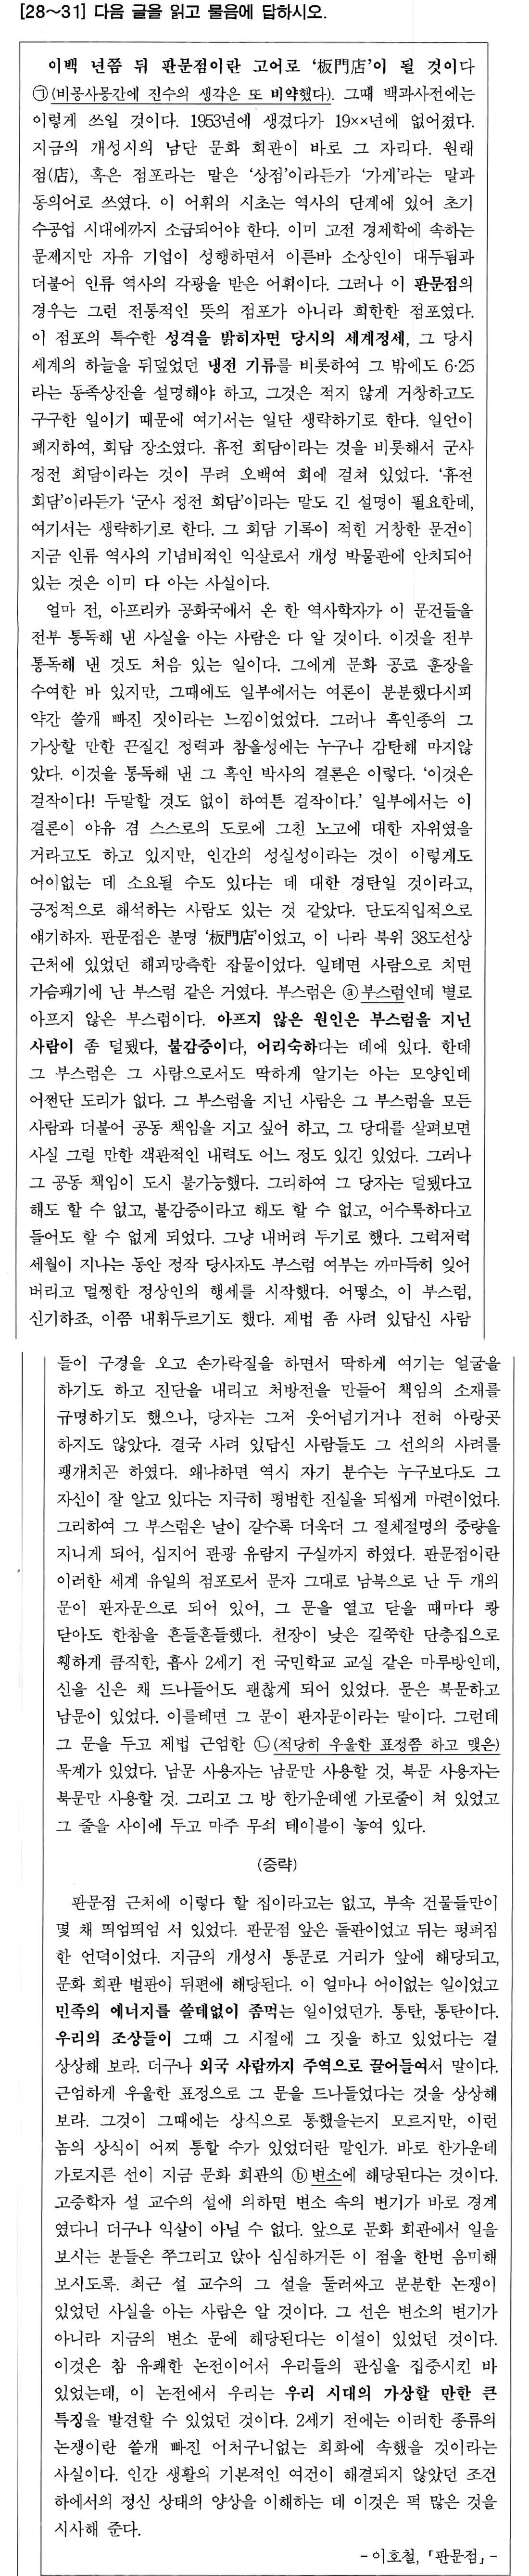 [28～31] 다음 글을 읽고 물음에 답하시오.
이백 년쯤 뒤 판문점이란 고어로 ‘板門店’이 될 것이다
㉠(비몽사몽간에 진수의 생각은 또 비약했다). 그때 백과사전에는
이렇게 쓰일 것이다. 1953년에 생겼다가 19××년에 없어졌다.
지금의 개성시의 남단 문화 회관이 바로 그 자리다. 원래
점(店), 혹은 점포라는 말은 ‘상점’이라든가 ‘가게’라는 말과
동의어로 쓰였다. 이 어휘의 시초는 역사의 단계에 있어 초기
수공업 시대에까지 소급되어야 한다. 이미 고전 경제학에 속하는
문제지만 자유 기업이 성행하면서 이른바 소상인이 대두됨과
더불어 인류 역사의 각광을 받은 어휘이다. 그러나 이 판문점의
경우는 그런 전통적인 뜻의 점포가 아니라 희한한 점포였다.
이 점포의 특수한 성격을 밝히자면 당시의 세계정세, 그 당시
세계의 하늘을 뒤덮었던 냉전 기류를 비롯하여 그 밖에도 6·25
라는 동족상잔을 설명해야 하고, 그것은 적지 않게 거창하고도
구구한 일이기 때문에 여기서는 일단 생략하기로 한다. 일언이
폐지하여, 회담 장소였다. 휴전 회담이라는 것을 비롯해서 군사
정전 회담이라는 것이 무려 오백여 회에 걸쳐 있었다. ‘휴전
회담’이라든가 ‘군사 정전 회담’이라는 말도 긴 설명이 필요한데,
여기서는 생략하기로 한다. 그 회담 기록이 적힌 거창한 문건이
지금 인류 역사의 기념비적인 익살로서 개성 박물관에 안치되어
있는 것은 이미 다 아는 사실이다.
얼마 전, 아프리카 공화국에서 온 한 역사학자가 이 문건들을
전부 통독해 낸 사실을 아는 사람은 다 알 것이다. 이것을 전부
통독해 낸 것도 처음 있는 일이다. 그에게 문화 공로 훈장을
수여한 바 있지만, 그때에도 일부에서는 여론이 분분했다시피
약간 쓸개 빠진 짓이라는 느낌이었었다. 그러나 흑인종의 그
가상할 만한 끈질긴 정력과 참을성에는 누구나 감탄해 마지않
았다. 이것을 통독해 낸 그 흑인 박사의 결론은 이렇다. ‘이것은
걸작이다! 두말할 것도 없이 하여튼 걸작이다.’ 일부에서는 이
결론이 야유 겸 스스로의 도로에 그친 노고에 대한 자위였을
거라고도 하고 있지만, 인간의 성실성이라는 것이 이렇게도
어이없는 데 소요될 수도 있다는 데 대한 경탄일 것이라고,
긍정적으로 해석하는 사람도 있는 것 같았다. 단도직입적으로
얘기하자. 판문점은 분명 ‘板門店’이었고, 이 나라 북위 38도선상
근처에 있었던 해괴망측한 잡물이었다. 일테면 사람으로 치면
가슴패기에 난 부스럼 같은 거였다. 부스럼은 ⓐ부스럼인데 별로
아프지 않은 부스럼이다. 아프지 않은 원인은 부스럼을 지닌
사람이 좀 덜됐다, 불감증이다, 어리숙하다는 데에 있다. 한데
그 부스럼은 그 사람으로서도 딱하게 알기는 아는 모양인데
어쩐단 도리가 없다. 그 부스럼을 지닌 사람은 그 부스럼을 모든
사람과 더불어 공동 책임을 지고 싶어 하고, 그 당대를 살펴보면
사실 그럴 만한 객관적인 내력도 어느 정도 있긴 있었다. 그러나
그 공동 책임이 도시 불가능했다. 그리하여 그 당자는 덜됐다고
해도 할 수 없고, 불감증이라고 해도 할 수 없고, 어수룩하다고
들어도 할 수 없게 되었다. 그냥 내버려 두기로 했다. 그럭저럭
세월이 지나는 동안 정작 당사자도 부스럼 여부는 까마득히 잊어
버리고 멀쩡한 정상인의 행세를 시작했다. 어떻소, 이 부스럼,
신기하죠, 이쯤 내휘두르기도 했다. 제법 좀 사려 있답신 사람
들이 구경을 오고 손가락질을 하면서 딱하게 여기는 얼굴을
하기도 하고 진단을 내리고 처방전을 만들어 책임의 소재를
규명하기도 했으나, 당자는 그저 웃어넘기거나 전혀 아랑곳
하지도 않았다. 결국 사려 있답신 사람들도 그 선의의 사려를
팽개치곤 하였다. 왜냐하면 역시 자기 분수는 누구보다도 그
자신이 잘 알고 있다는 지극히 평범한 진실을 되씹게 마련이었다.
그리하여 그 부스럼은 날이 갈수록 더욱더 그 절체절명의 중량을
지니게 되어, 심지어 관광 유람지 구실까지 하였다. 판문점이란
이러한 세계 유일의 점포로서 문자 그대로 남북으로 난 두 개의
문이 판자문으로 되어 있어, 그 문을 열고 닫을 때마다 쾅
닫아도 한참을 흔들흔들했다. 천장이 낮은 길쭉한 단층집으로
휑하게 큼직한, 흡사 2세기 전 국민학교 교실 같은 마루방인데,
신을 신은 채 드나들어도 괜찮게 되어 있었다. 문은 북문하고
남문이 있었다. 이를테면 그 문이 판자문이라는 말이다. 그런데
그 문을 두고 제법 근엄한 ㉡(적당히 우울한 표정쯤 하고 맺은)
묵계가 있었다. 남문 사용자는 남문만 사용할 것, 북문 사용자는
북문만 사용할 것. 그리고 그 방 한가운데엔 가로줄이 쳐 있었고
그 줄을 사이에 두고 마주 무쇠 테이블이 놓여 있다.
(중략)
판문점 근처에 이렇다 할 집이라고는 없고, 부속 건물들만이
몇 채 띄엄띄엄 서 있었다. 판문점 앞은 들판이었고 뒤는 평퍼짐
한 언덕이었다. 지금의 개성시 통문로 거리가 앞에 해당되고,
문화 회관 벌판이 뒤편에 해당된다. 이 얼마나 어이없는 일이었고
민족의 에너지를 쓸데없이 좀먹는 일이었던가. 통탄, 통탄이다.
우리의 조상들이 그때 그 시절에 그 짓을 하고 있었다는 걸
상상해 보라. 더구나 외국 사람까지 주역으로 끌어들여서 말이다.
근엄하게 우울한 표정으로 그 문을 드나들었다는 것을 상상해
보라. 그것이 그때에는 상식으로 통했을는지 모르지만, 이런
놈의 상식이 어찌 통할 수가 있었더란 말인가. 바로 한가운데
가로지른 선이 지금 문화 회관의 ⓑ변소에 해당된다는 것이다.
고증학자 설 교수의 설에 의하면 변소 속의 변기가 바로 경계
였다니 더구나 익살이 아닐 수 없다. 앞으로 문화 회관에서 일을
보시는 분들은 쭈그리고 앉아 심심하거든 이 점을 한번 음미해
보시도록. 최근 설 교수의 그 설을 둘러싸고 분분한 논쟁이
있었던 사실을 아는 사람은 알 것이다. 그 선은 변소의 변기가
아니라 지금의 변소 문에 해당된다는 이설이 있었던 것이다.
이것은 참 유쾌한 논전이어서 우리들의 관심을 집중시킨 바
있었는데, 이 논전에서 우리는 우리 시대의 가상할 만한 큰
특징을 발견할 수 있었던 것이다. 2세기 전에는 이러한 종류의
논쟁이란 쓸개 빠진 어처구니없는 희화에 속했을 것이라는
사실이다. 인간 생활의 기본적인 여건이 해결되지 않았던 조건
하에서의 정신 상태의 양상을 이해하는 데 이것은 퍽 많은 것을
시사해 준다.
- 이호철, 「판문점」 -